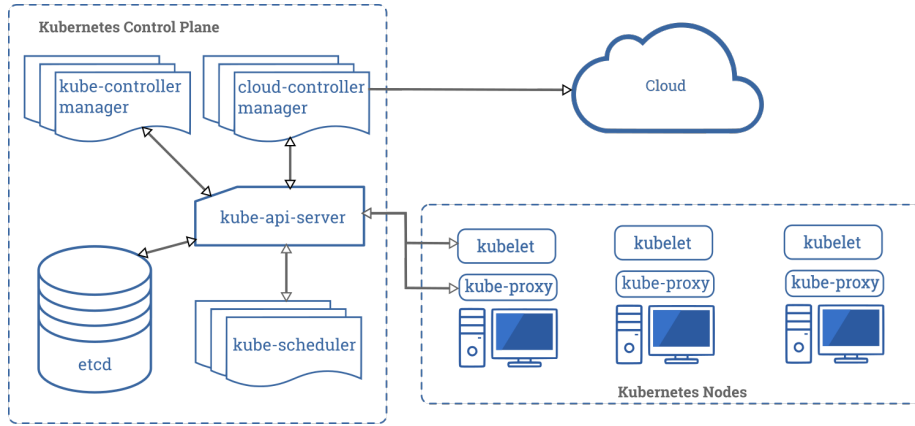 Kubernetes Control Plane
kube-controller
manager
cloud-controller
manager
Cloud
kube-api-server
etcd
kube-scheduler
kubelet
kubelet
kubelet
kube-proxy
kube-proxy
kube-proxy
Kubernetes Nodes